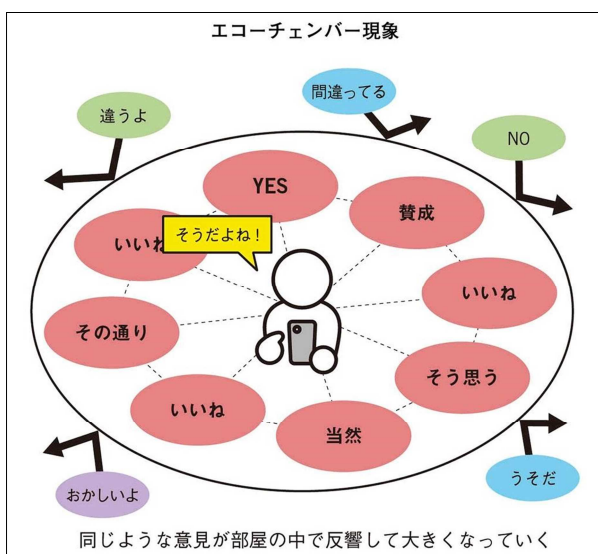 エコーチェンバー現象
違うよ
間違ってる
NO
YES
賛成
いいね
そうだよね！
いいね
その通り
そう思う
いいね
当然
おかしいよ
うそだ
同じような意見が部屋の中で反響して大きくなっていく